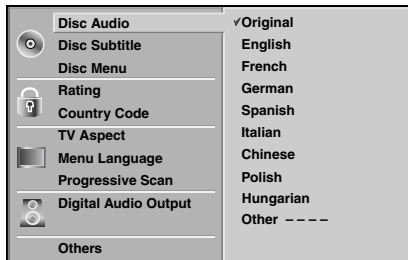 Disc Audio
Disc Subtitle
Disc Menu
Rating
Country Code
TV Aspect
Menu Language
Progressive Scan
Digital Audio Output
Others
✓Original
English
French
German
Spanish
Italian
Chinese
Polish
Hungarian
Other – – – –